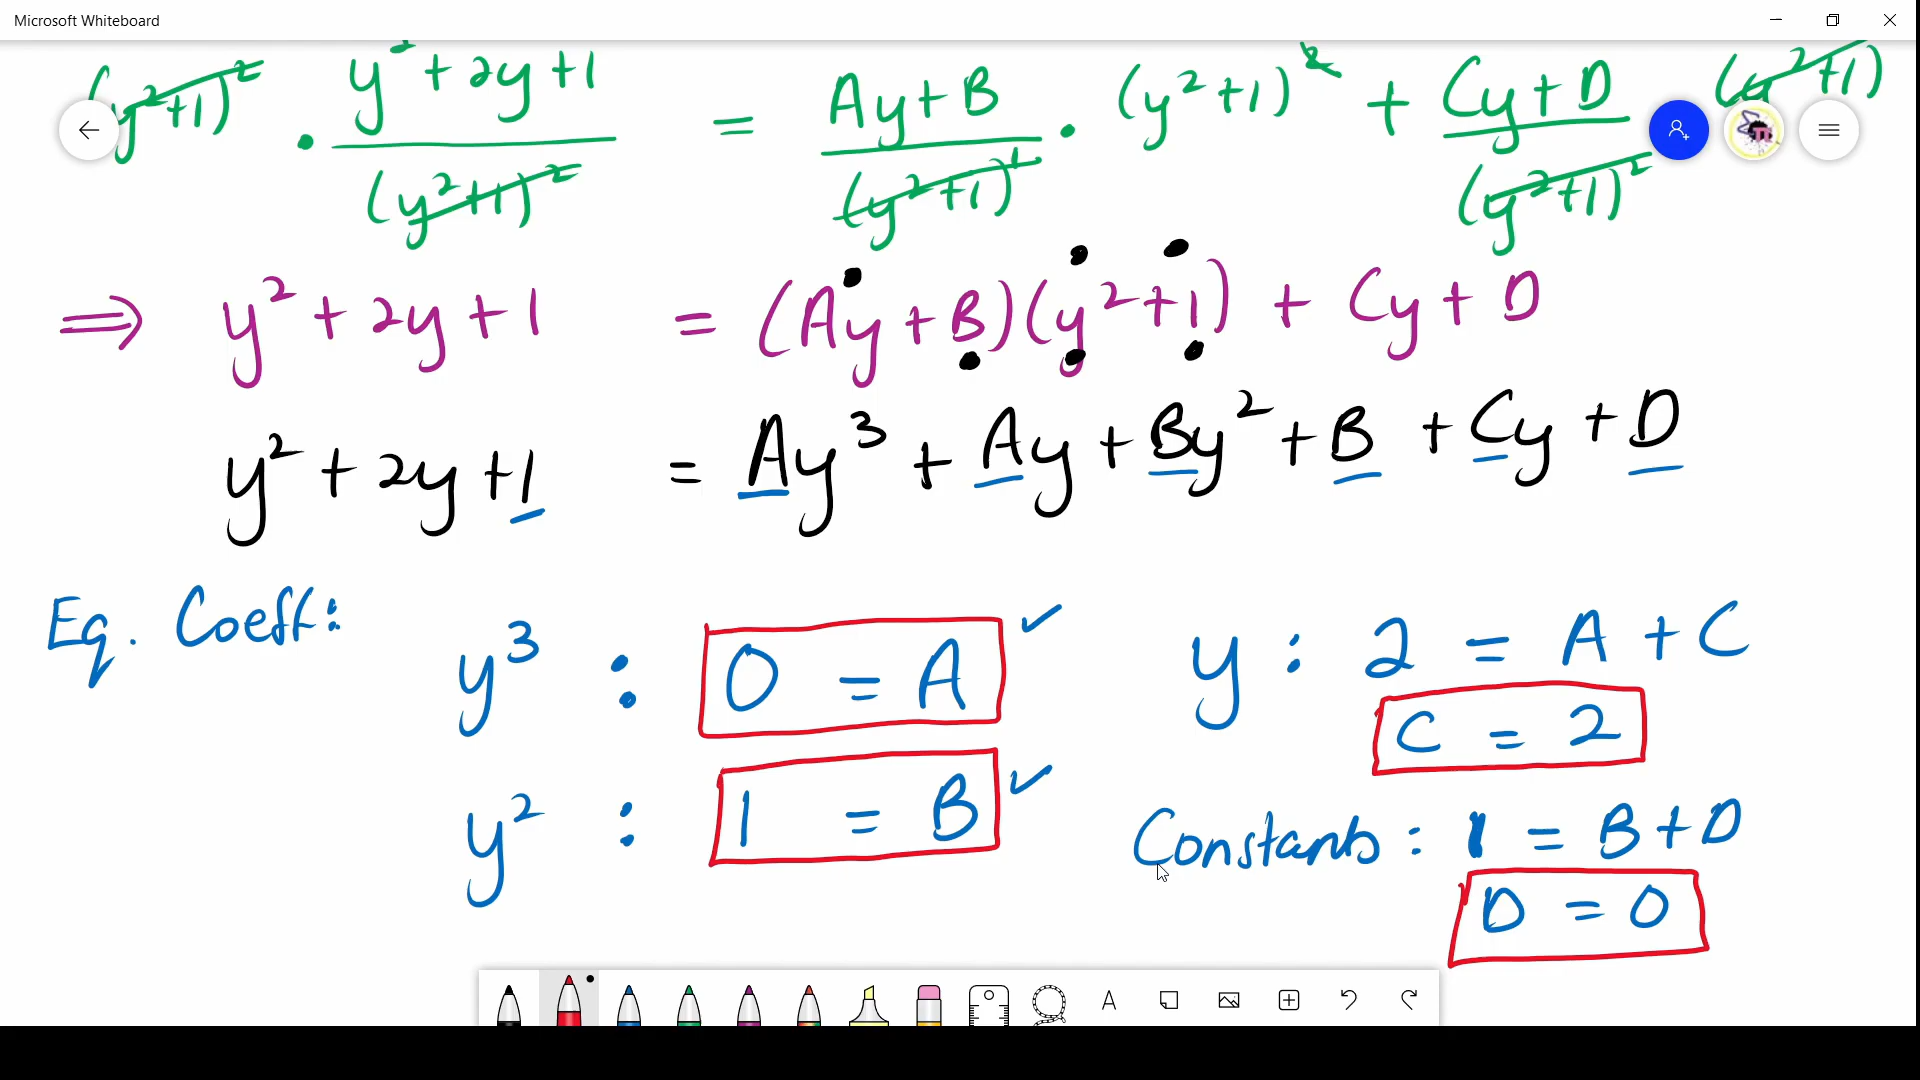 Microsoft Whiteboard
(y²+1)² · y²+2y+1 / (y²+1)² = Ay+B / (y²+1)¹ · (y²+1)² + Cy+D / (y²+1)² (y²+1)
⇒ y²+2y+1 = (Ay+B)(y²+1) + Cy+D
y²+2y+1 = Ay³+Ay+By²+B+Cy+D
Eq. Coeff:
y³ : 0 = A ✓
y² : 1 = B ✓
y : 2 = A+C
C = 2
Constants : 1 = B+D
D = 0